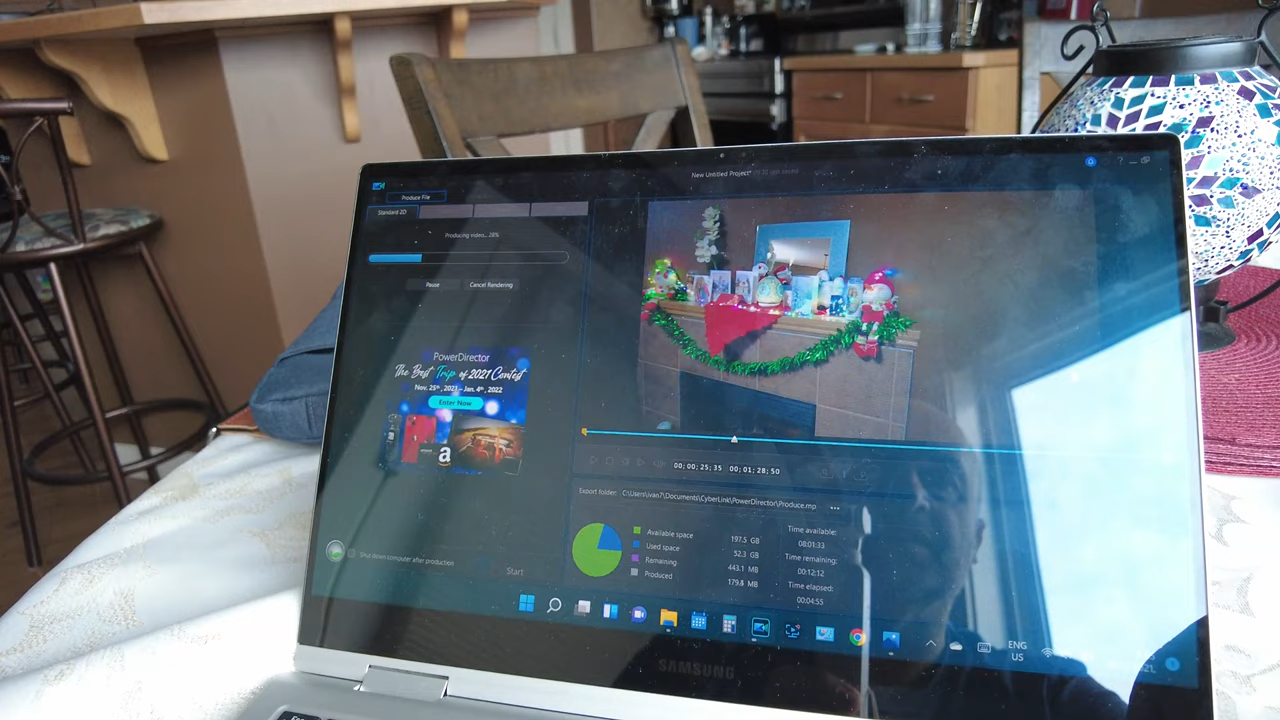 New Untitled Project*
Produce File
Standard 2D
Producing video... 28%
Pause
Cancel Rendering
PowerDirector
The Best Trip of 2021 Contest
Nov. 25th, 2021 – Jan. 4th, 2022
Enter Now
amazon
a
00;00;25;35
00;01;28;50
Export folder:
C:\Users\ivan7\Documents\CyberLink\PowerDirector\Produce.mp
...
Available space
197.5 GB
Used space
52.3 GB
Remaining
443.1 MB
Produced
179.8 MB
Time available:
08:01:33
Time remaining:
00:12:12
Time elapsed:
00:04:55
Shut down computer after production
Start
ENG
US
SAMSUNG